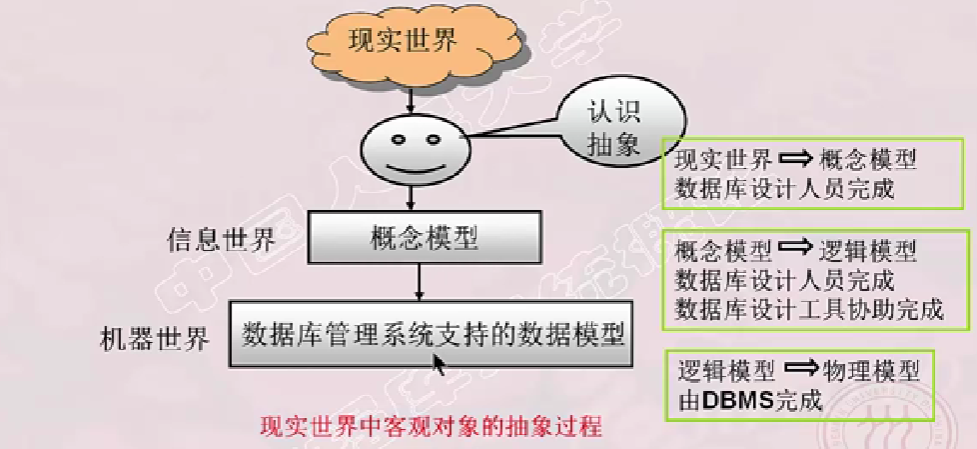 现实世界
认识
抽象
现实世界 ⇨ 概念模型
数据库设计人员完成
信息世界
概念模型
概念模型 ⇨ 逻辑模型
数据库设计人员完成
数据库设计工具协助完成
机器世界
数据库管理系统支持的数据模型
逻辑模型 ⇨ 物理模型
由DBMS完成
现实世界中客观对象的抽象过程